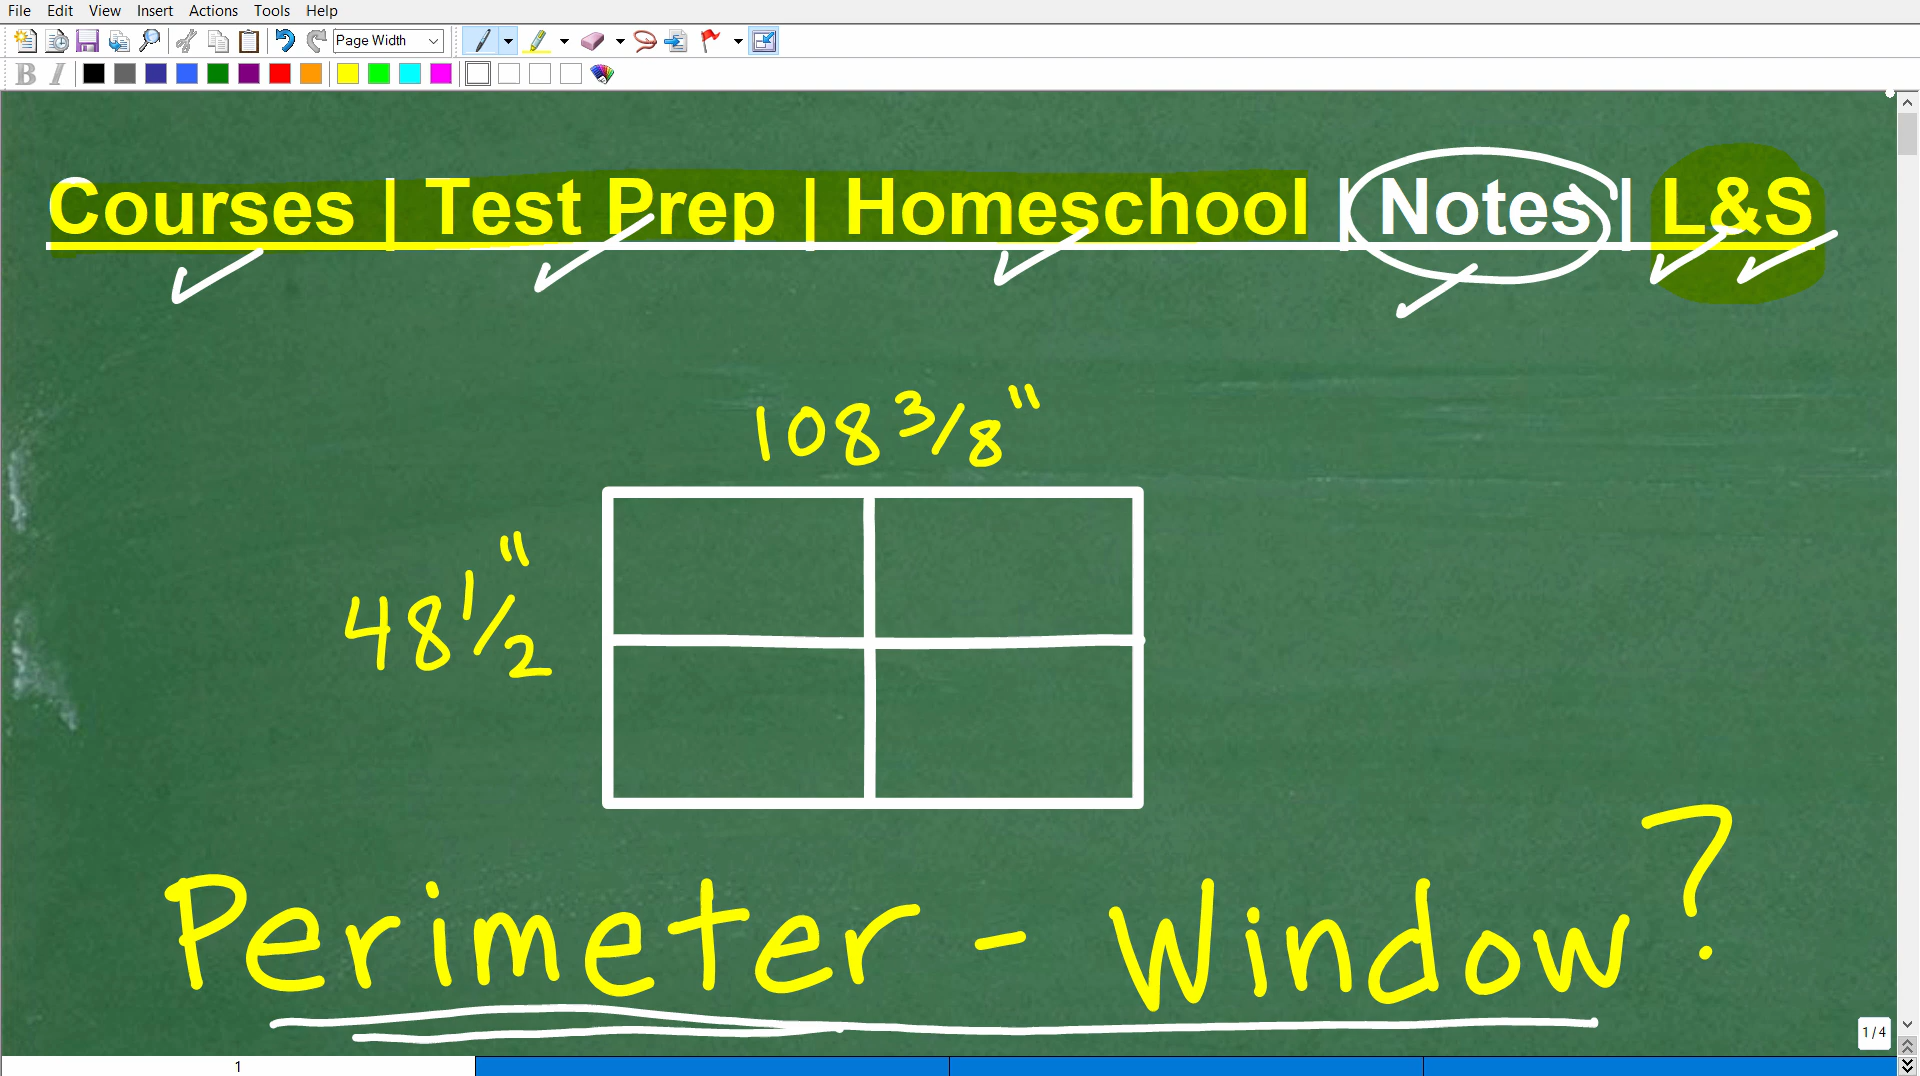 File Edit View Insert Actions Tools Help
Page Width
B I
Courses | Test Prep | Homeschool | Notes | L&S
108 3/8"
48 1/2"
Perimeter - Window?
1 / 4
1